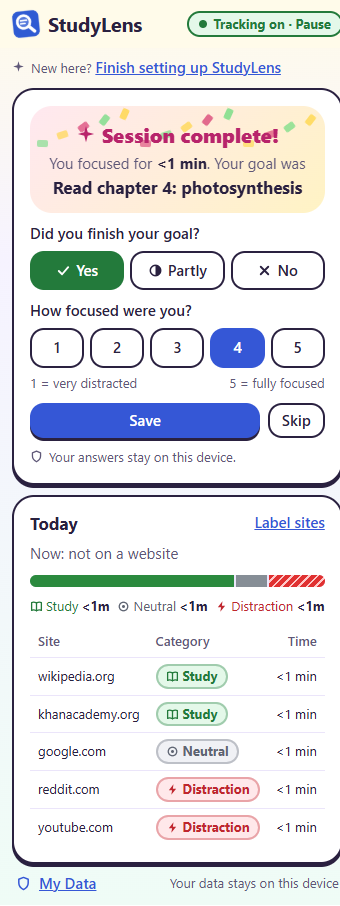 StudyLens
Tracking on · Pause
New here? Finish setting up StudyLens
Session complete!
You focused for <1 min. Your goal was
Read chapter 4: photosynthesis
Did you finish your goal?
Yes
Partly
No
How focused were you?
1
2
3
4
5
1 = very distracted
5 = fully focused
Save
Skip
Your answers stay on this device.
Today
Label sites
Now: not on a website
Study <1m
Neutral <1m
Distraction <1m
Site Category Time
wikipedia.org Study <1 min
khanacademy.org Study <1 min
google.com Neutral <1 min
reddit.com Distraction <1 min
youtube.com Distraction <1 min
My Data
Your data stays on this device